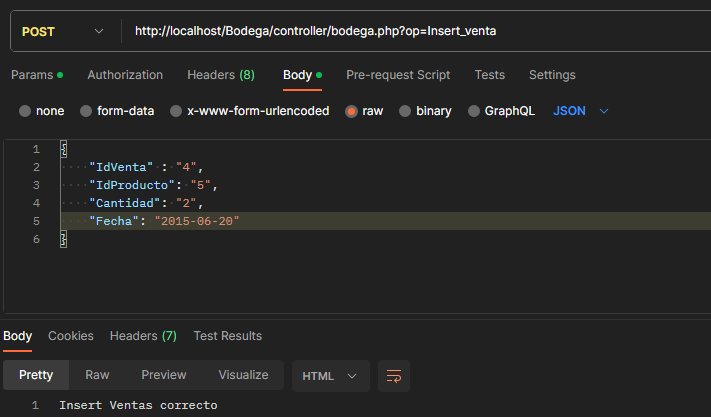 POST http://localhost/Bodega/controller/bodega.php?op=Insert_venta
Params Authorization Headers (8) Body Pre-request Script Tests Settings
none form-data x-www-form-urlencoded raw binary GraphQL JSON
1 {
2 "IdVenta" : "4",
3 "IdProducto": "5",
4 "Cantidad": "2",
5 "Fecha": "2015-06-20"
6 }
Body Cookies Headers (7) Test Results
Pretty Raw Preview Visualize HTML
1 Insert Ventas correcto